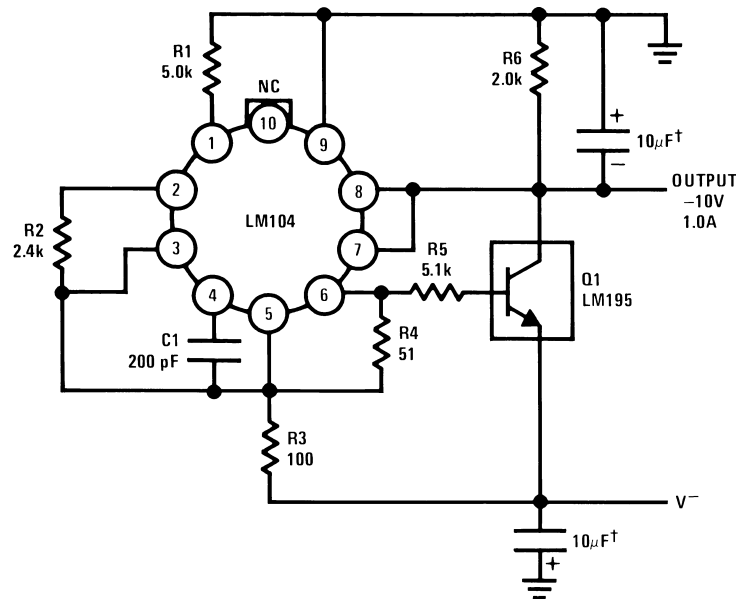 R1
5.0k
NC
R6
2.0k
10
1
9
+
10µF†
−
2
8
OUTPUT
−10V
1.0A
LM104
R2
2.4k
3
7
R5
5.1k
Q1
LM195
4
5
6
C1
200 pF
R4
51
R3
100
V⁻
10µF†
+